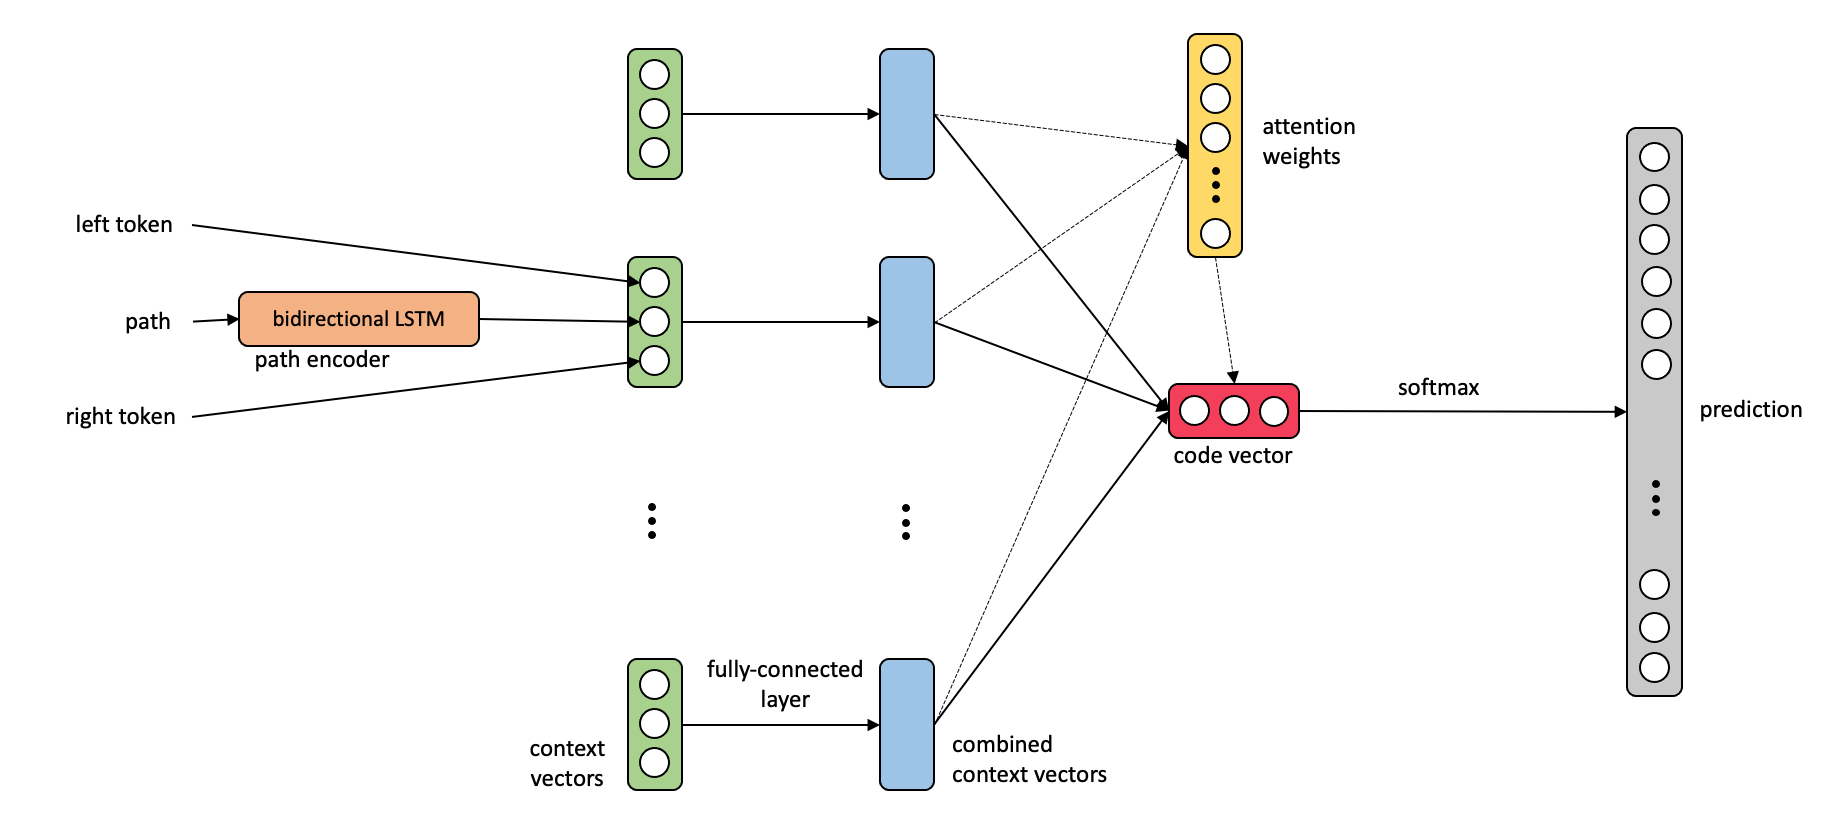 left token
path
bidirectional LSTM
path encoder
right token
context
vectors
fully-connected
layer
combined
context vectors
attention
weights
code vector
softmax
prediction